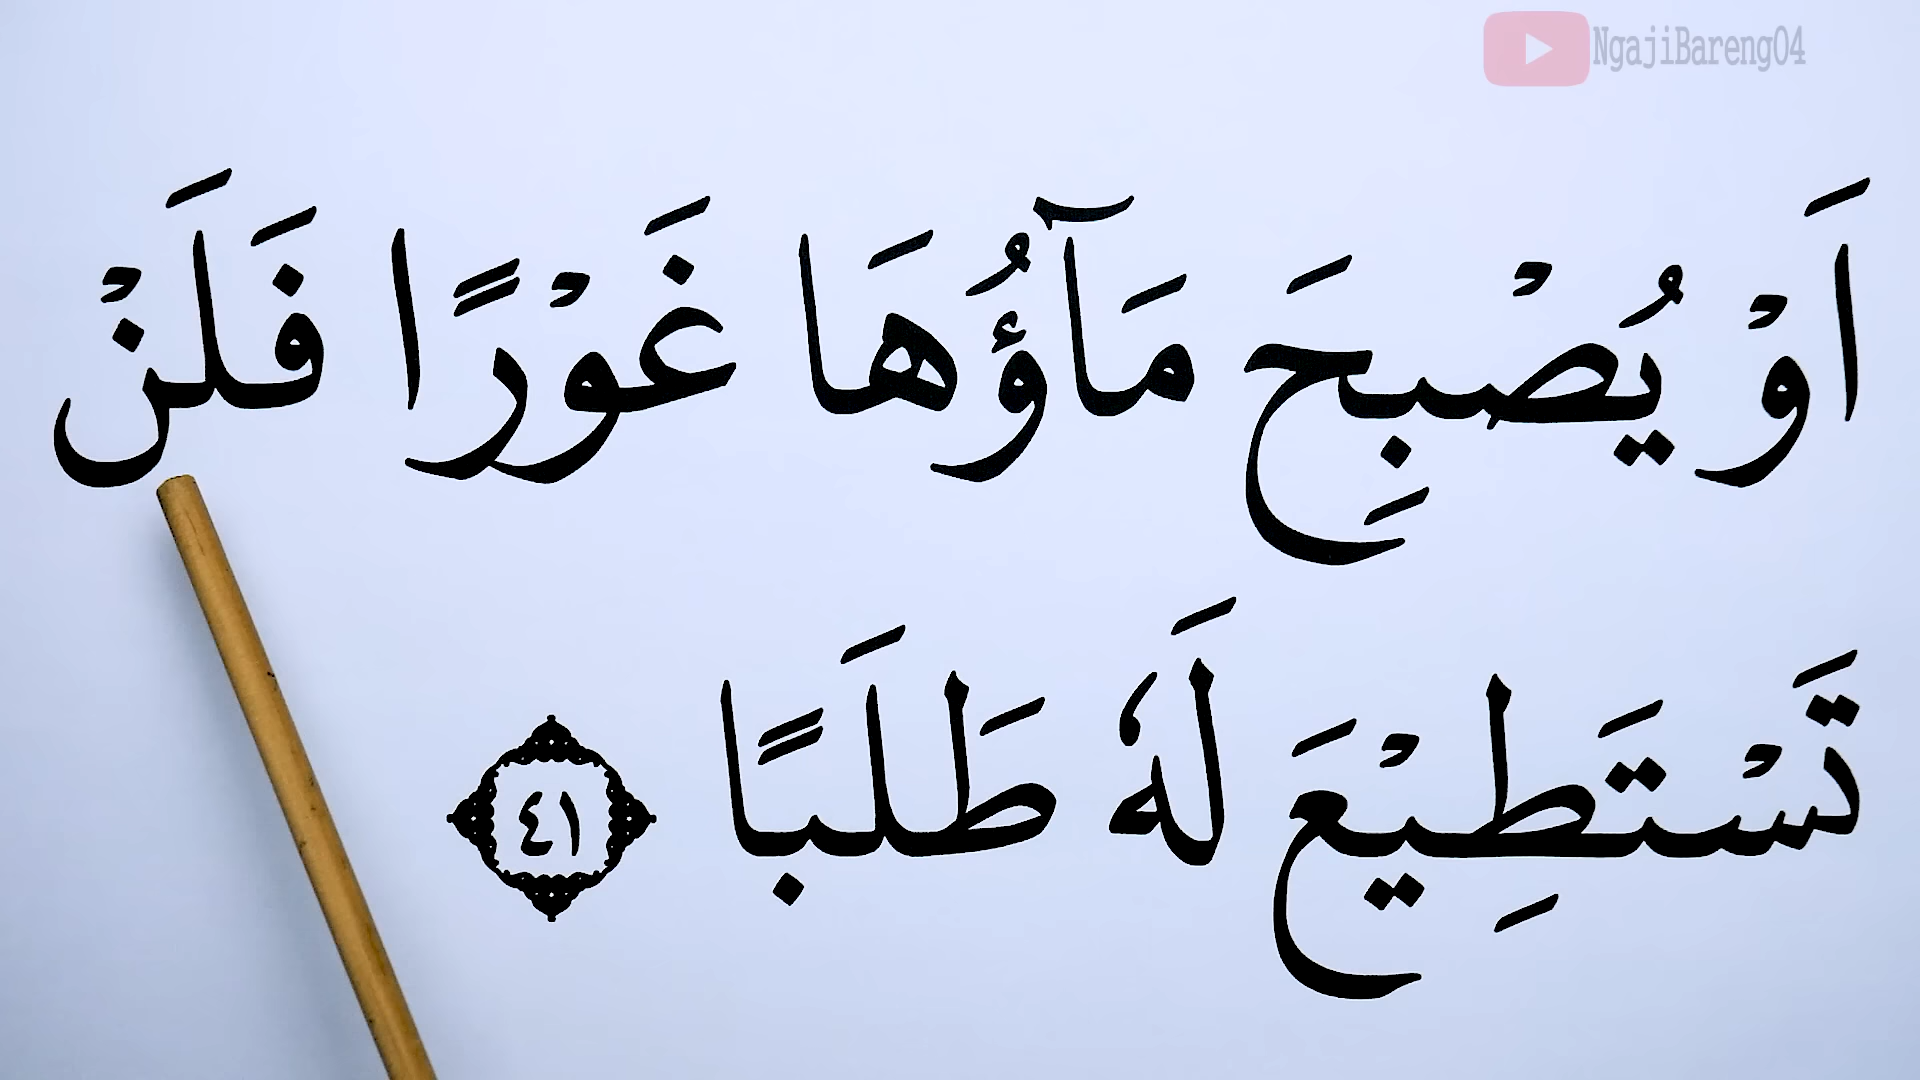 NgajiBareng04
اَوْ يُصْبِحَ مَآؤُهَا غَوْرًا فَلَنْ
تَسْتَطِيْعَ لَهٗ طَلَبًا ٤١